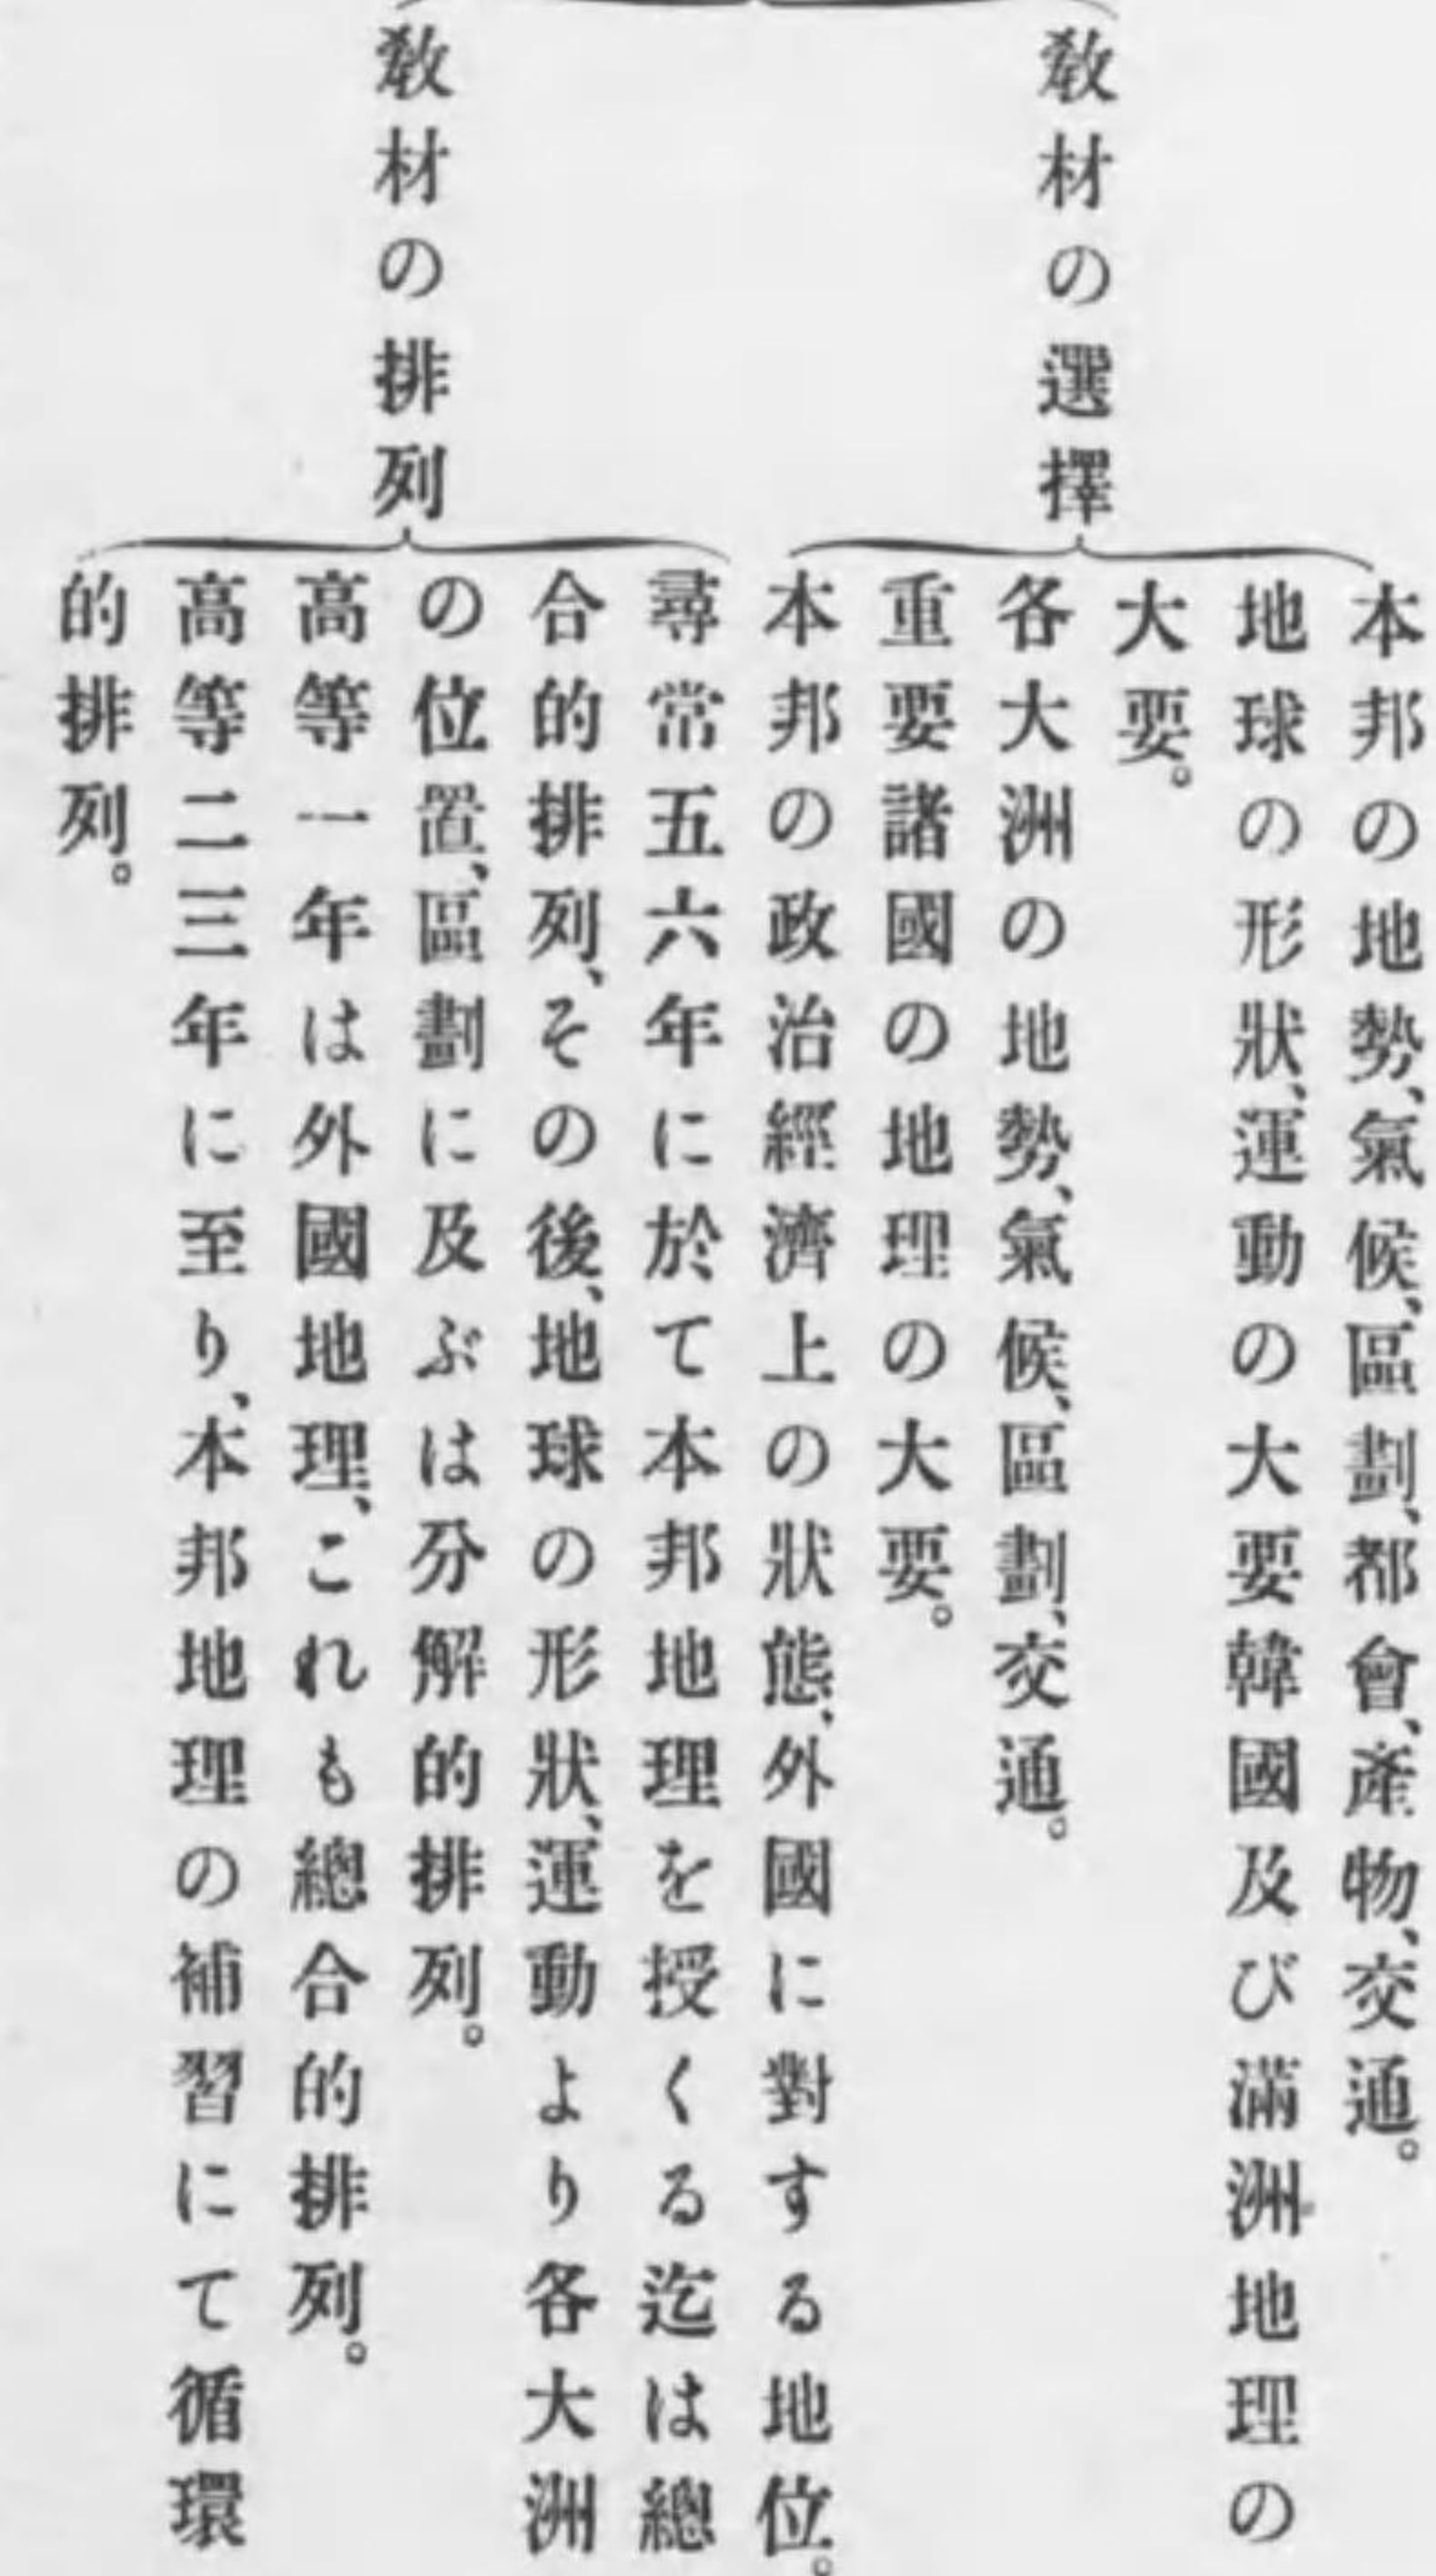 敎材の選擇
本邦の地勢、氣候、區劃、都會、產物、交通。
地球の形狀、運動の大要韓國及び滿洲地理の
大要。
各大洲の地勢、氣候、區劃、交通。
重要諸國の地理の大要。
本邦の政治經濟上の狀態、外國に對する地位。
敎材の排列
尋常五六年に於て本邦地理を授くる迄は總
合的排列、その後、地球の形狀、運動より各大洲
の位置、區劃に及ぶは分解的排列。
高等一年は外國地理、これも總合的排列。
高等二三年に至り、本邦地理の補習にて循環
的排列。